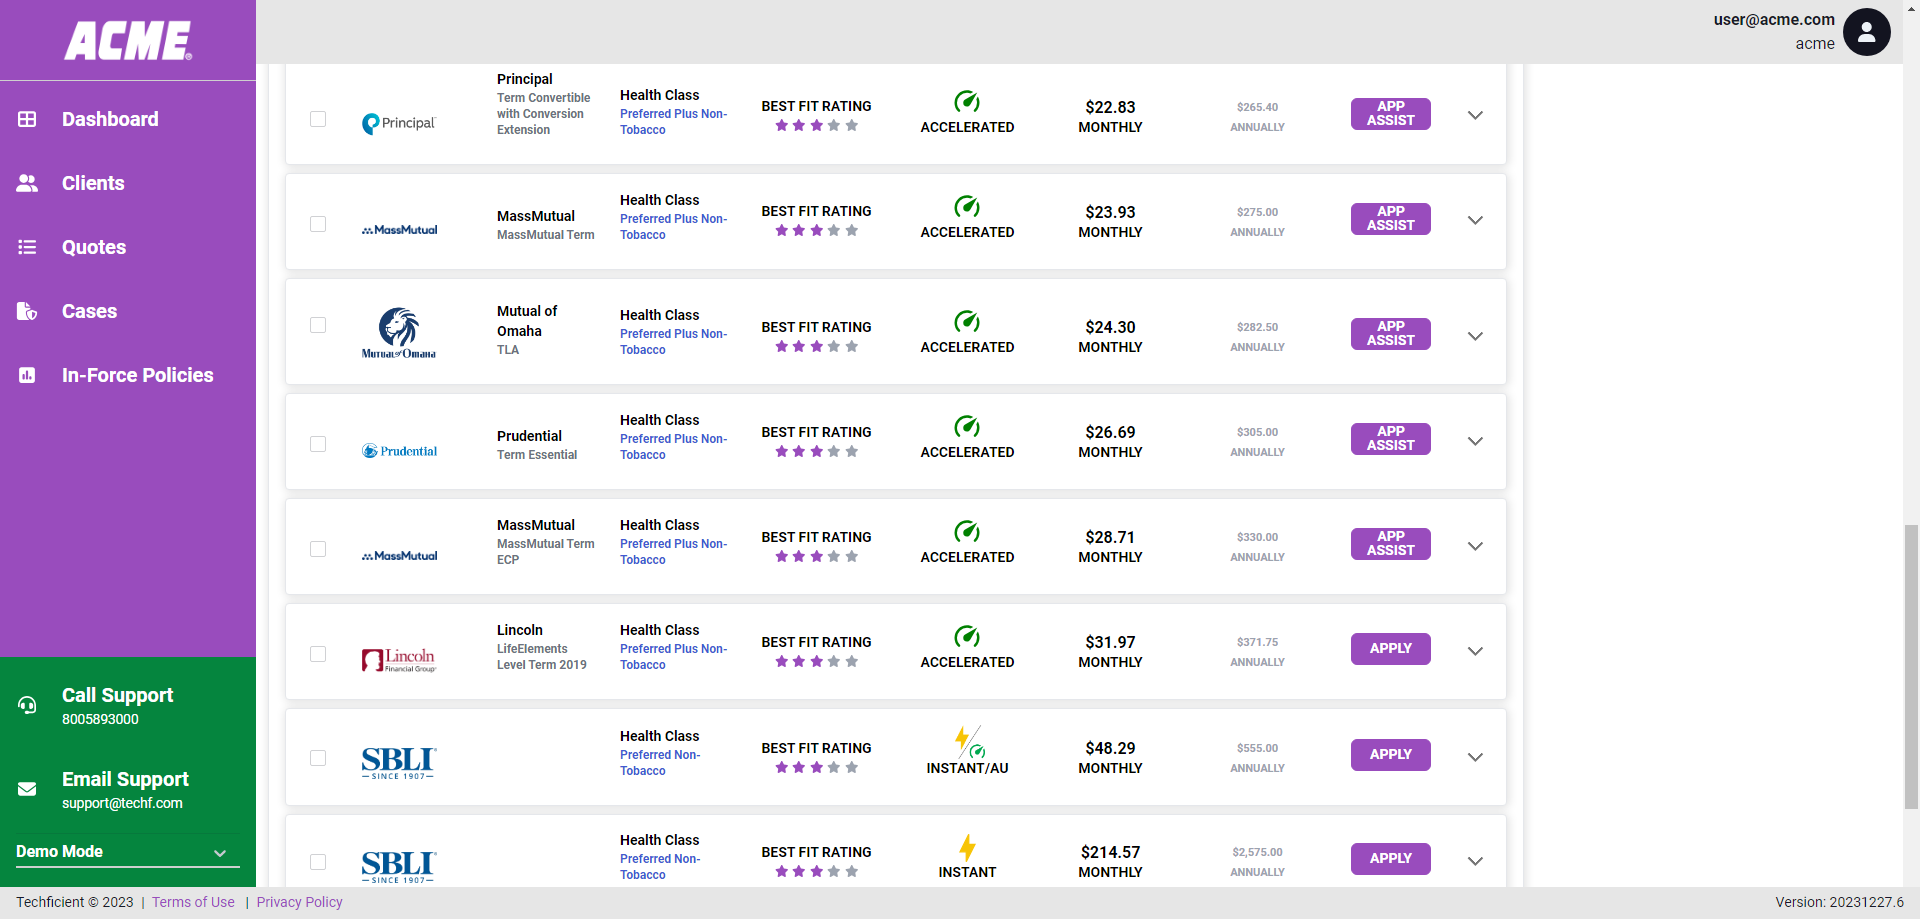 ACME®
user@acme.com
acme
Dashboard
Clients
Quotes
Cases
In-Force Policies
Call Support
8005893000
Email Support
support@techf.com
Demo Mode
Principal
Principal
Term Convertible
with Conversion
Extension
Health Class
Preferred Plus Non-
Tobacco
BEST FIT RATING
ACCELERATED
$22.83
MONTHLY
$265.40
ANNUALLY
APP
ASSIST
MassMutual
MassMutual
MassMutual Term
Health Class
Preferred Plus Non-
Tobacco
BEST FIT RATING
ACCELERATED
$23.93
MONTHLY
$275.00
ANNUALLY
APP
ASSIST
Mutual of Omaha
Mutual of
Omaha
TLA
Health Class
Preferred Plus Non-
Tobacco
BEST FIT RATING
ACCELERATED
$24.30
MONTHLY
$282.50
ANNUALLY
APP
ASSIST
Prudential
Prudential
Term Essential
Health Class
Preferred Plus Non-
Tobacco
BEST FIT RATING
ACCELERATED
$26.69
MONTHLY
$305.00
ANNUALLY
APP
ASSIST
MassMutual
MassMutual
MassMutual Term
ECP
Health Class
Preferred Plus Non-
Tobacco
BEST FIT RATING
ACCELERATED
$28.71
MONTHLY
$330.00
ANNUALLY
APP
ASSIST
Lincoln
Financial Group®
Lincoln
LifeElements
Level Term 2019
Health Class
Preferred Plus Non-
Tobacco
BEST FIT RATING
ACCELERATED
$31.97
MONTHLY
$371.75
ANNUALLY
APPLY
SBLI
SINCE 1907
Health Class
Preferred Non-
Tobacco
BEST FIT RATING
INSTANT/AU
$48.29
MONTHLY
$555.00
ANNUALLY
APPLY
SBLI
SINCE 1907
Health Class
Preferred Non-
Tobacco
BEST FIT RATING
INSTANT
$214.57
MONTHLY
$2,575.00
ANNUALLY
APPLY
Techficient © 2023 | Terms of Use | Privacy Policy
Version: 20231227.6